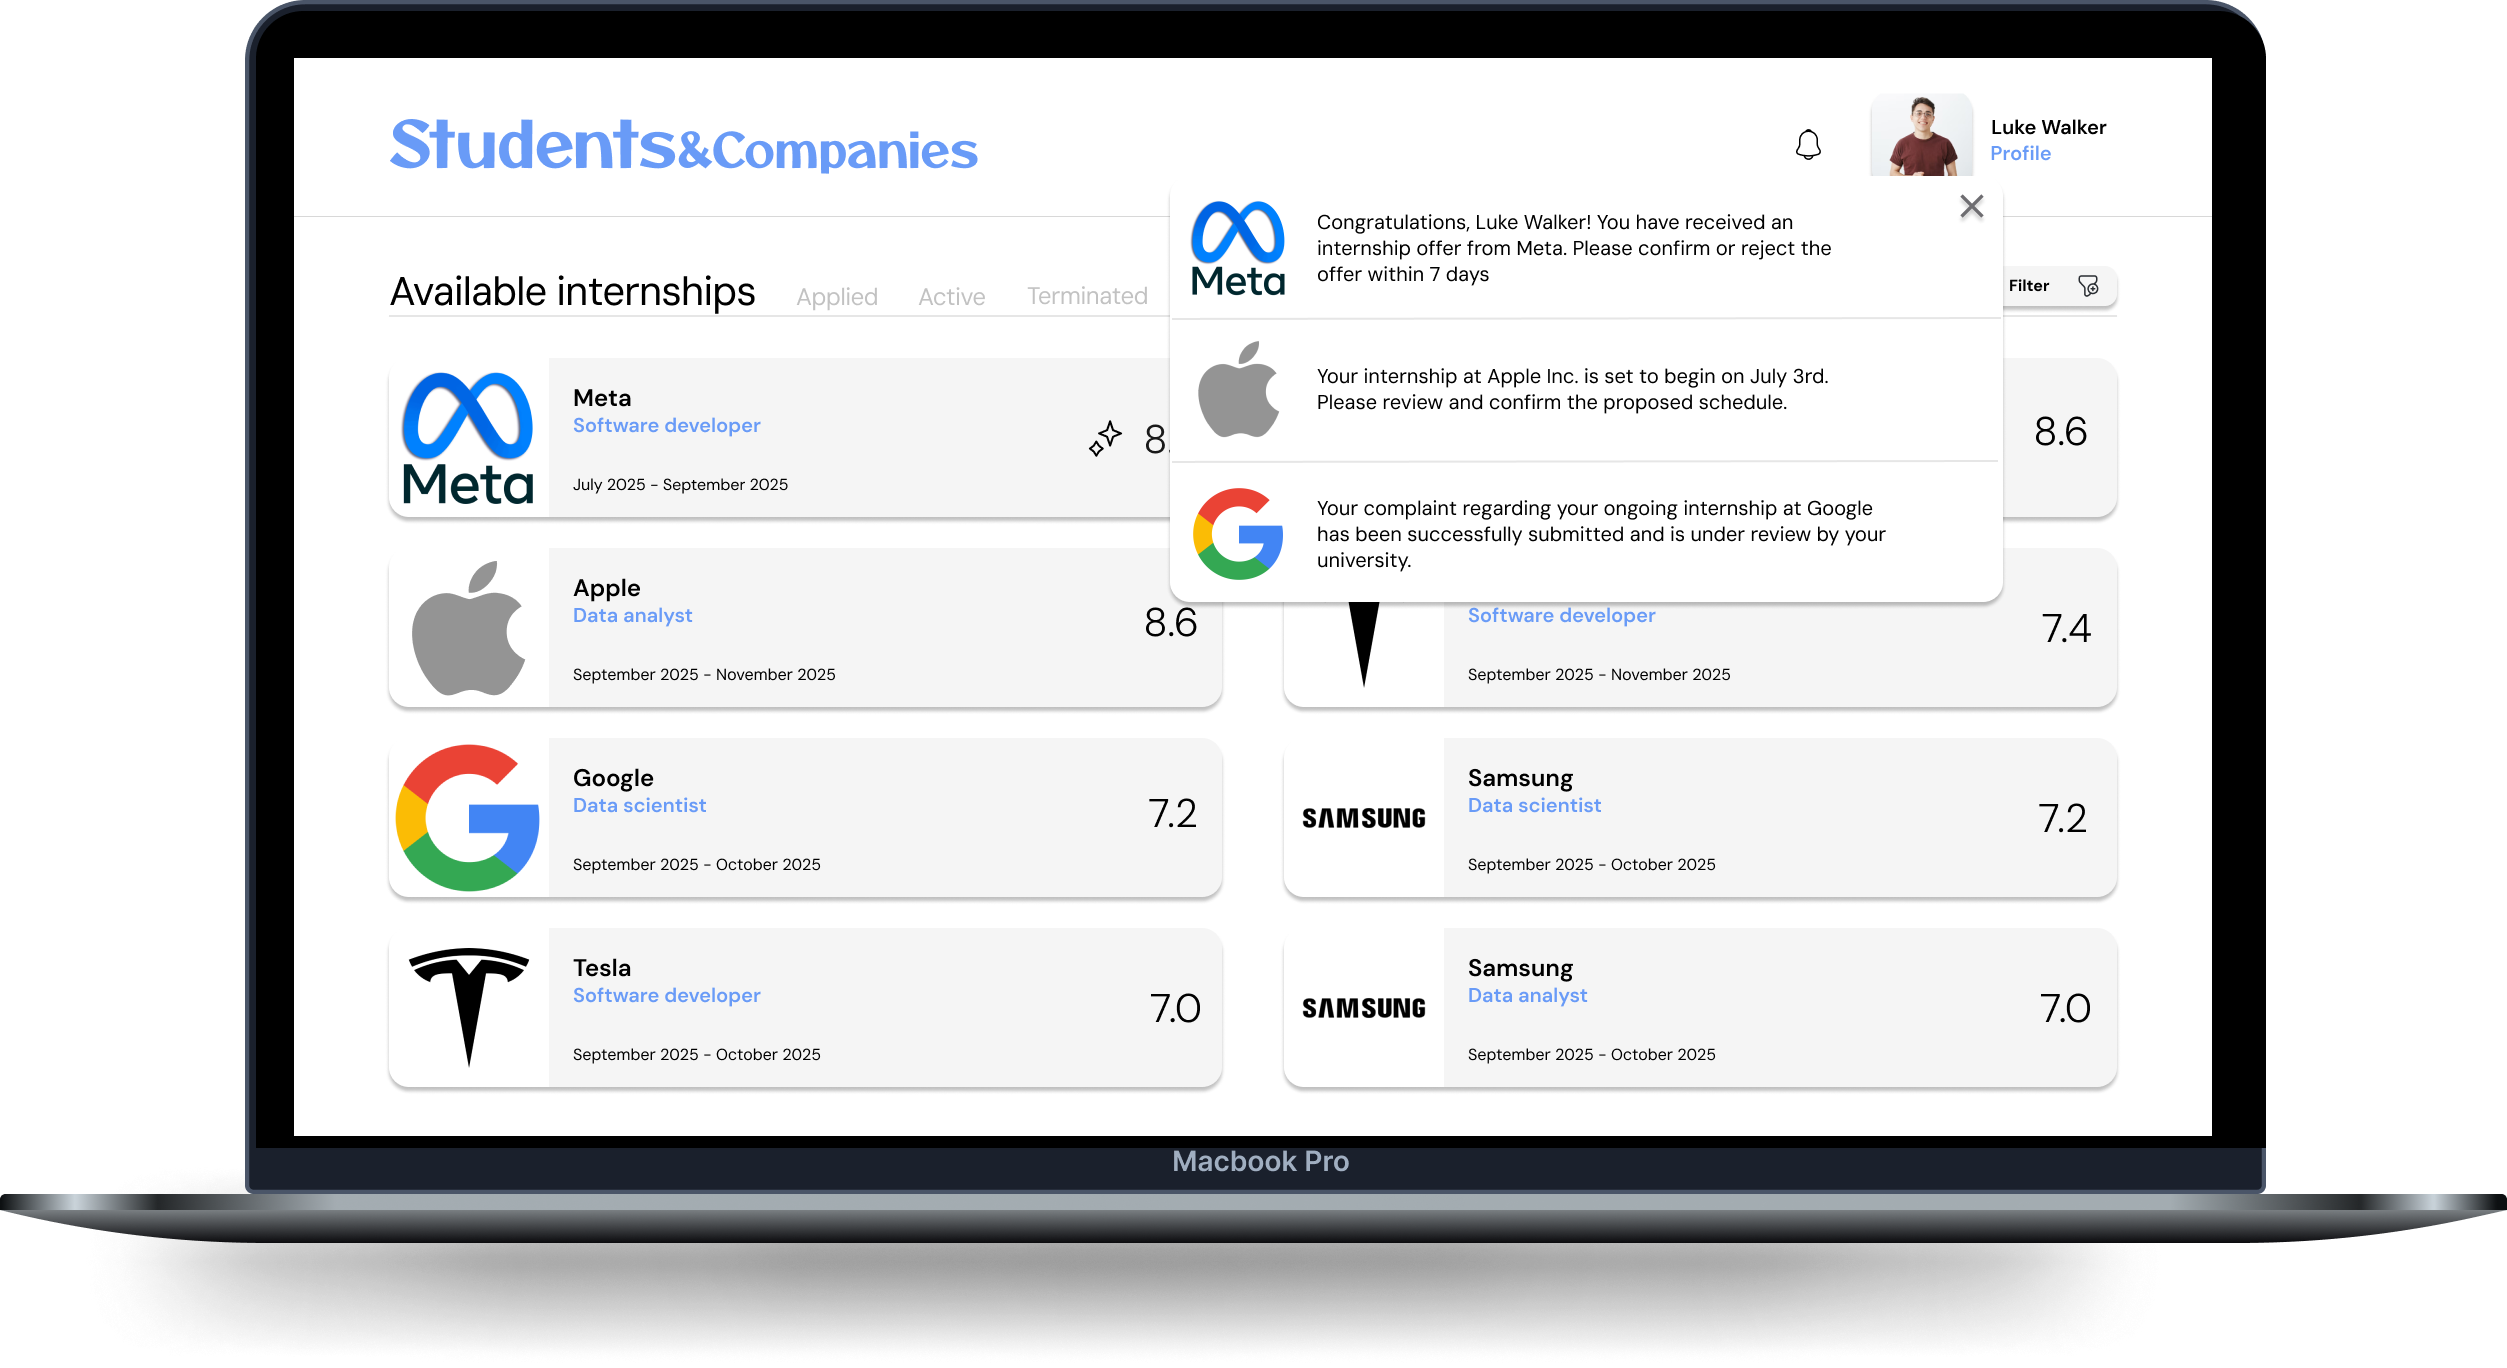 Students&Companies
Luke Walker
Profile
Meta
Congratulations, Luke Walker! You have received an
internship offer from Meta. Please confirm or reject the
offer within 7 days
Your internship at Apple Inc. is set to begin on July 3rd.
Please review and confirm the proposed schedule.
Your complaint regarding your ongoing internship at Google
has been successfully submitted and is under review by your
university.
Available internships
Applied
Active
Terminated
Filter
Meta
Meta
Software developer
July 2025 - September 2025
8.
8.6
Apple
Data analyst
September 2025 - November 2025
8.6
Software developer
September 2025 - November 2025
7.4
Google
Data scientist
September 2025 - October 2025
7.2
SAMSUNG
Samsung
Data scientist
September 2025 - October 2025
7.2
Tesla
Software developer
September 2025 - October 2025
7.0
SAMSUNG
Samsung
Data analyst
September 2025 - October 2025
7.0
Macbook Pro